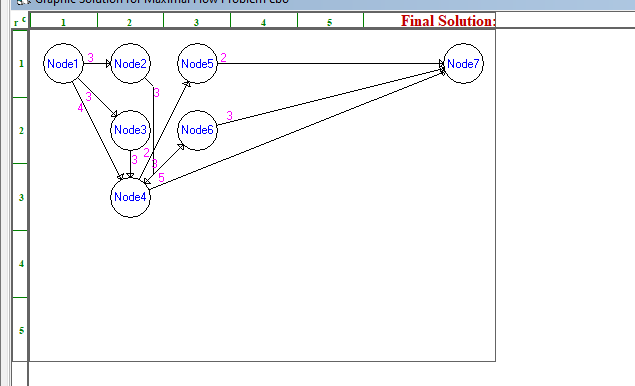 Graphic Solution for Maximal Flow Problem cbo
r c 1 2 3 4 5 Final Solution:
1 Node1 3 Node2 Node5 2 Node7
3
3
4
3
2 Node3 Node6
3 2 3
5
3 Node4
4
5